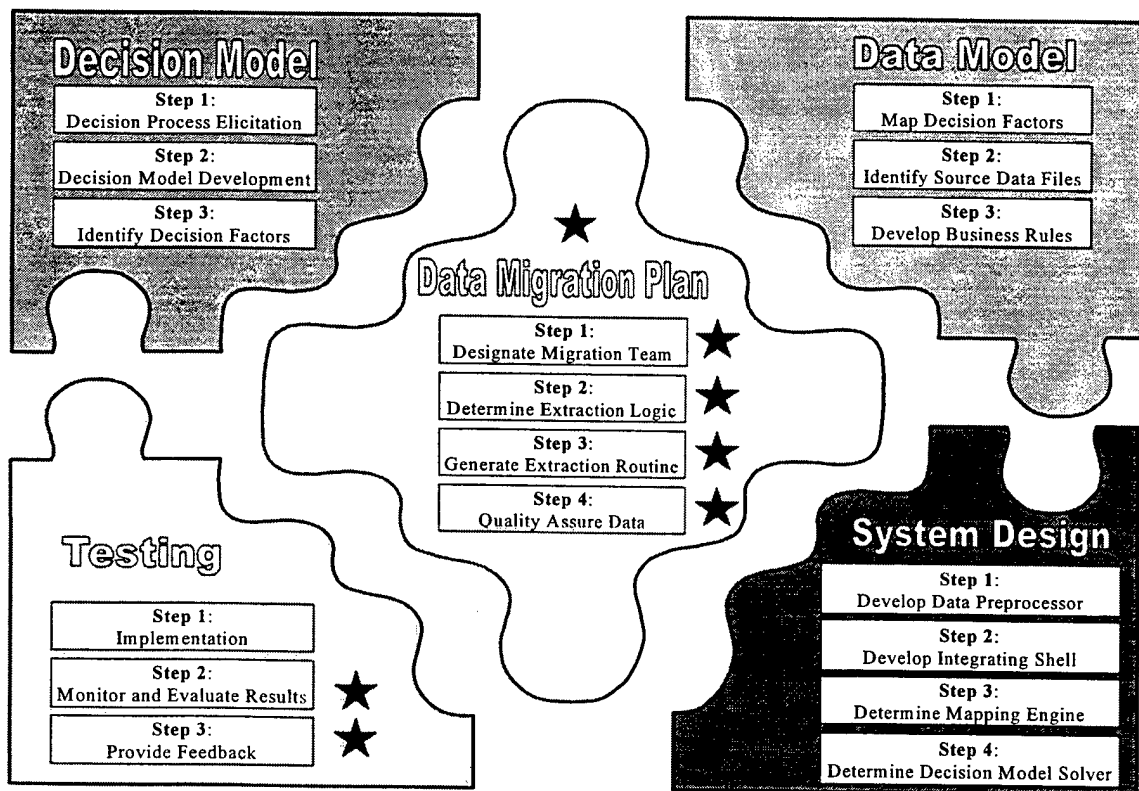 Decision Model
Step 1:
Decision Process Elicitation
Step 2:
Decision Model Development
Step 3:
Identify Decision Factors
Data Model
Step 1:
Map Decision Factors
Step 2:
Identify Source Data Files
Step 3:
Develop Business Rules
Data Migration Plan
Step 1:
Designate Migration Team
Step 2:
Determine Extraction Logic
Step 3:
Generate Extraction Routine
Step 4:
Quality Assure Data
Testing
Step 1:
Implementation
Step 2:
Monitor and Evaluate Results
Step 3:
Provide Feedback
System Design
Step 1:
Develop Data Preprocessor
Step 2:
Develop Integrating Shell
Step 3:
Determine Mapping Engine
Step 4:
Determine Decision Model Solver